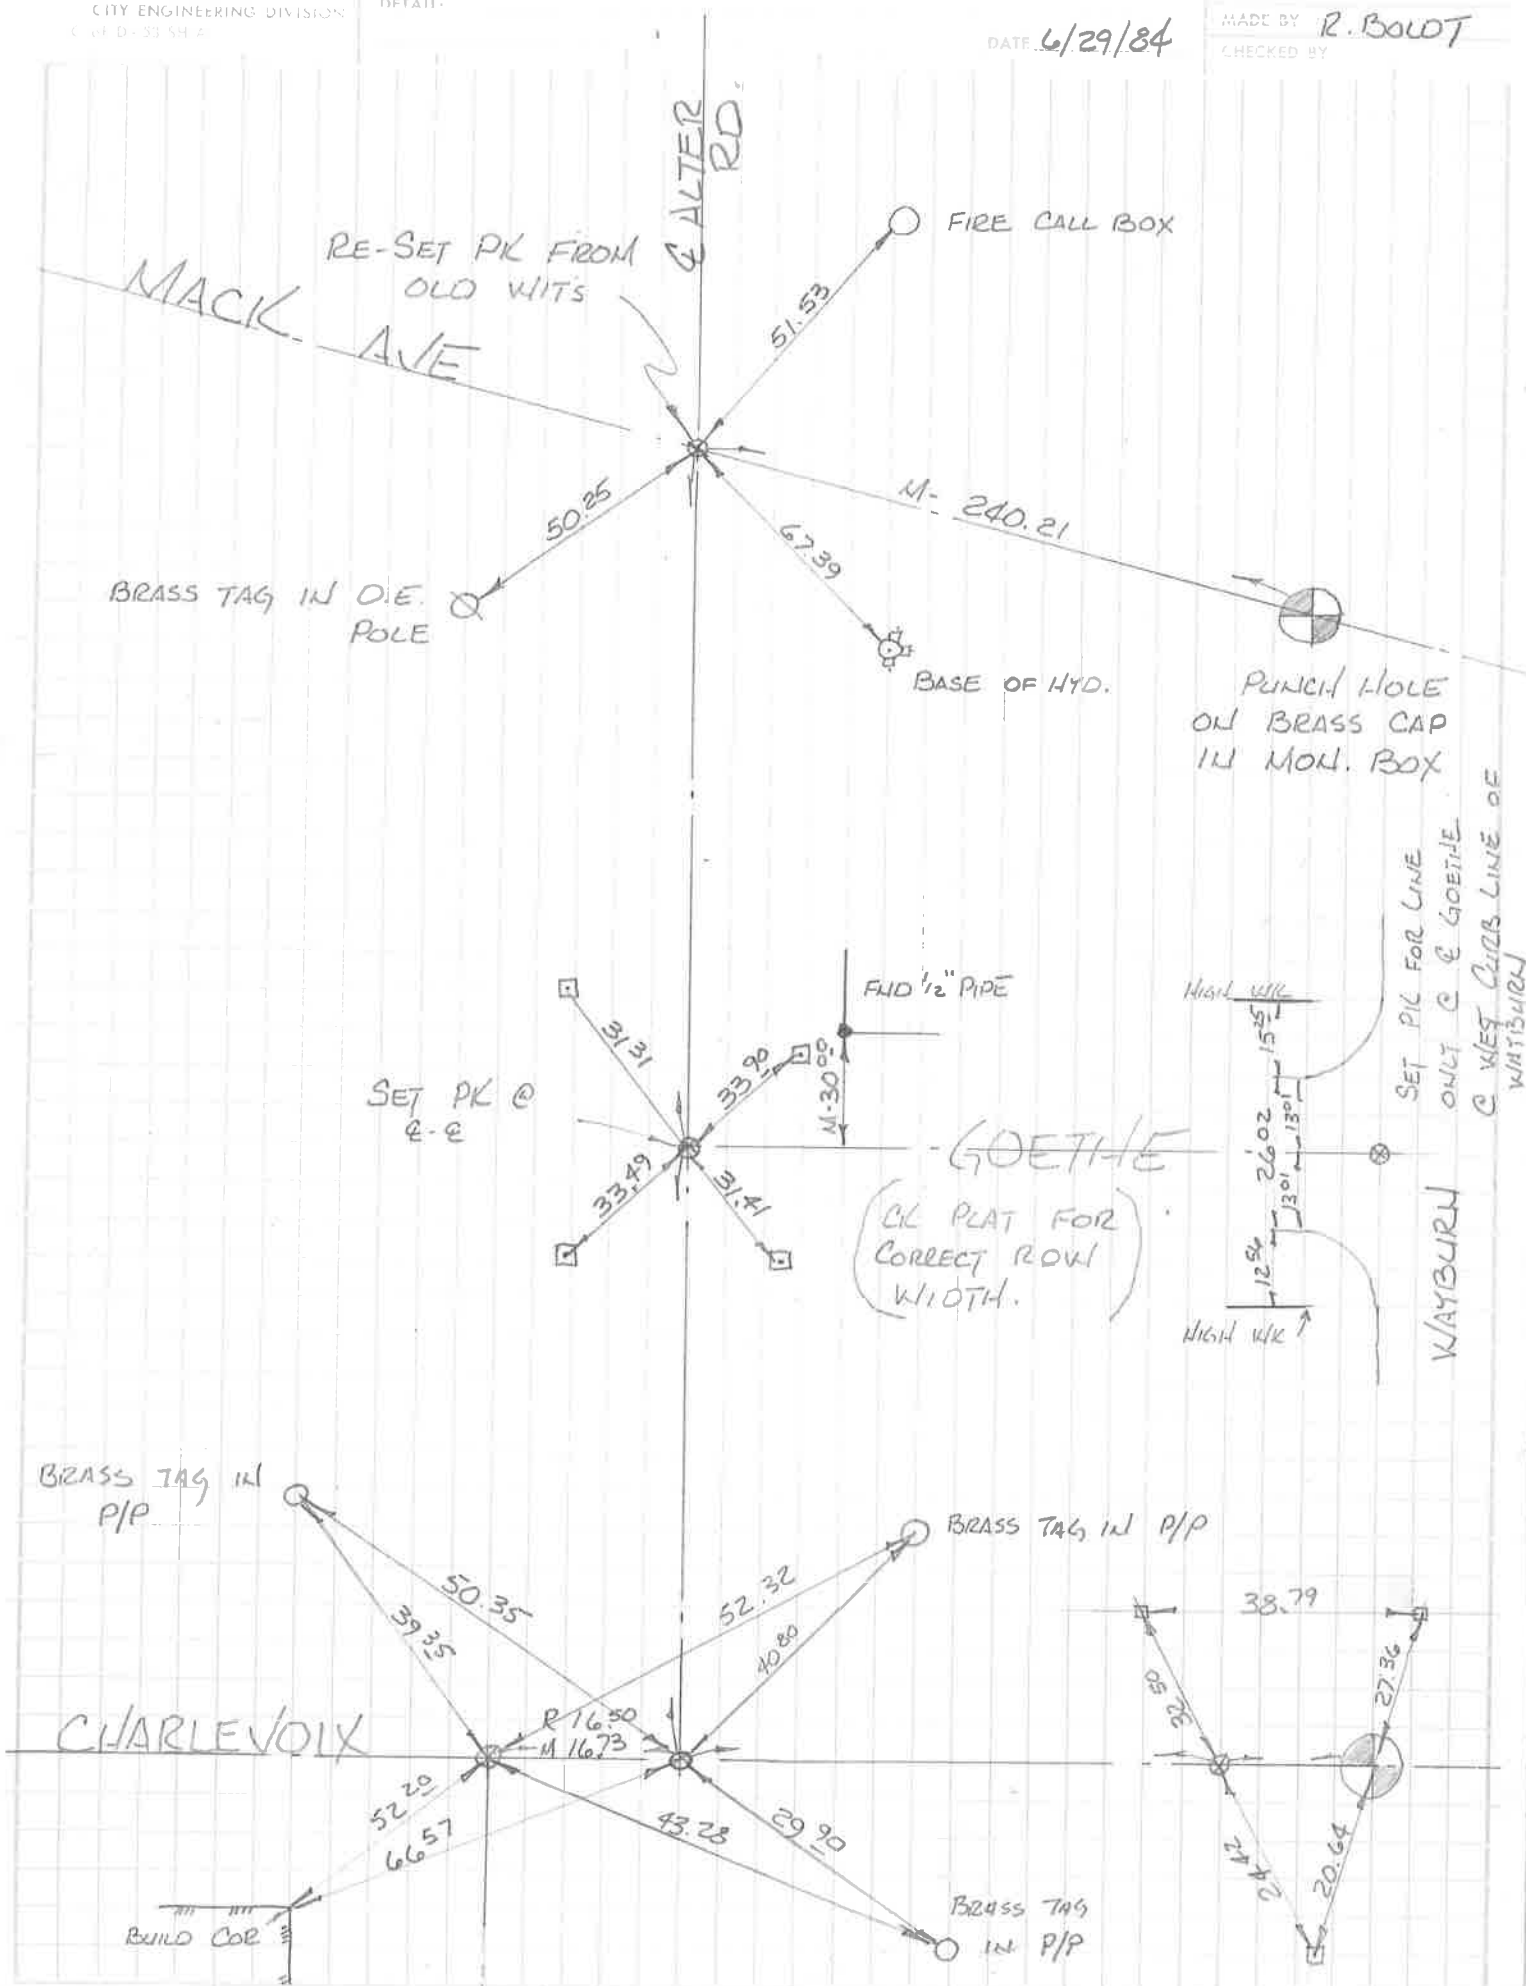 CITY ENGINEERING DIVISION
DETAIL
DATE 6/29/84
MADE BY R. BOLDT
CHECKED BY
℄ ALTER
RD.
FIRE CALL BOX
RE-SET PK FROM
OLD WITS
MACK AVE
51.53
50.25
M- 240.21
67.39
BRASS TAG IN D.E.
POLE
BASE OF HYD.
PUNCH HOLE
ON BRASS CAP
IN MON. BOX
SET PK FOR LINE
ONLY @ ℄ GOETHE
@ WEST CURB LINE OF
WAYBURN
FND 1/2" PIPE
HIGH WK
31.31
33.90
M-30.00
15.25
SET PK @
℄-℄
GOETHE
26.02
13.01
13.01
33.49
31.41
(CK PLAT FOR
CORRECT ROW
WIDTH.)
12.54
HIGH WK
WAYBURN
BRASS TAG IN
P/P
BRASS TAG IN P/P
50.35
52.32
38.79
39.35
40.80
32.50
27.36
CHARLEVOIX
R 16.50
M 16.73
52.20
66.57
43.28
29.90
24.42
20.64
BUILD COR
BRASS TAG
IN P/P